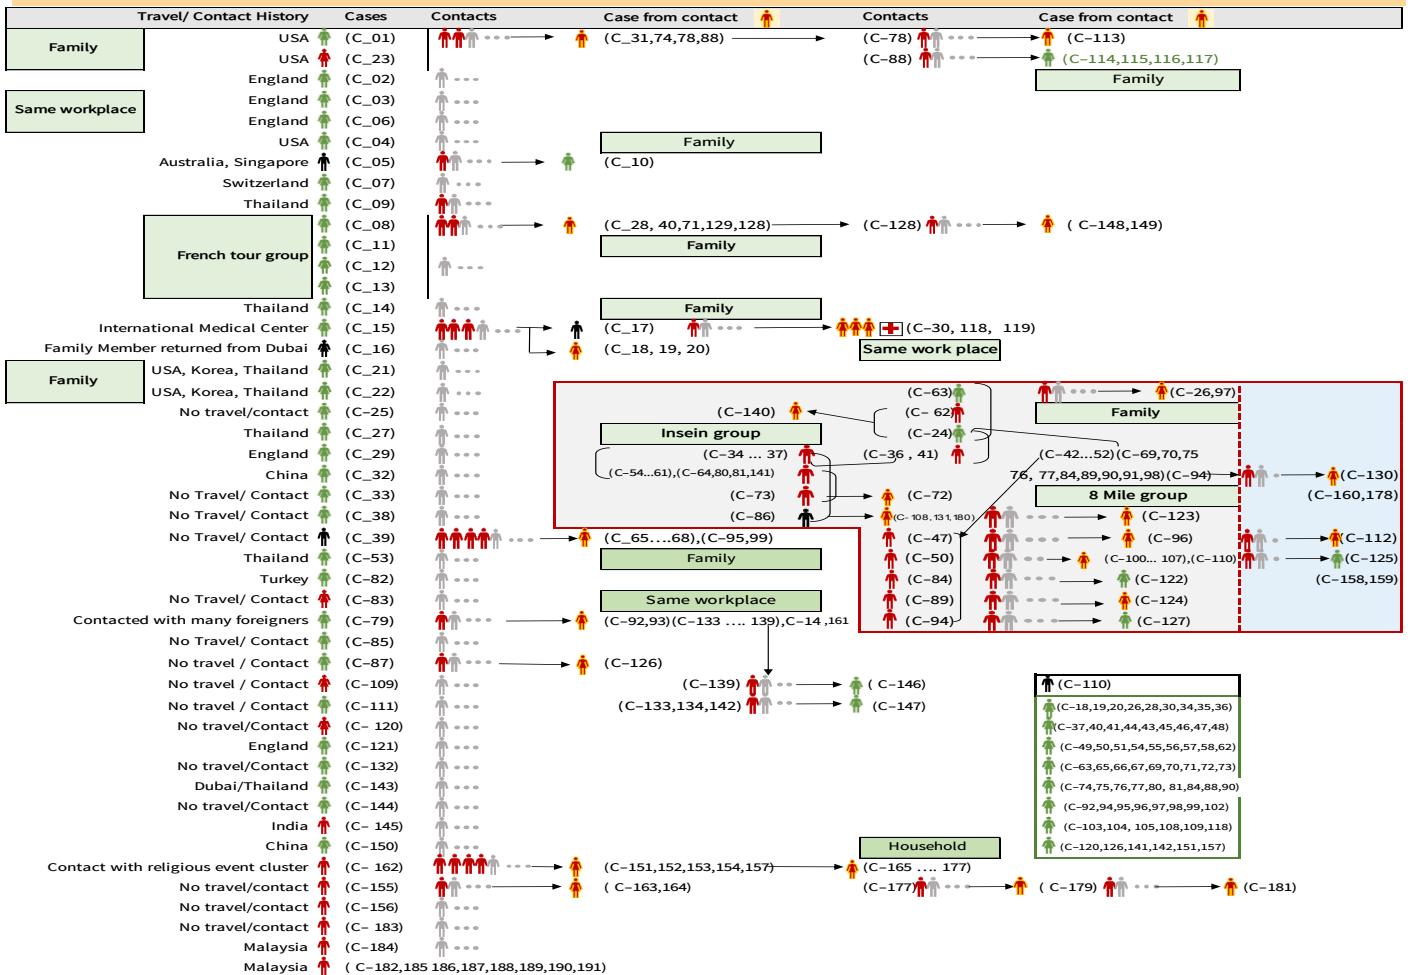 Travel/ Contact History Cases Contacts Case from contact Contacts Case from contact
Family
USA (C_01) (C_31,74,78,88) (C-78) (C-113)
USA (C_23) (C-88) (C-114,115,116,117)
England (C_02) Family
Same workplace
England (C_03)
England (C_06)
USA (C_04) Family
Australia, Singapore (C_05) (C_10)
Switzerland (C_07)
Thailand (C_09)
French tour group
(C_08) (C_28, 40,71,129,128) (C-128) ( C-148,149)
(C_11) Family
(C_12)
(C_13)
Thailand (C_14) Family
International Medical Center (C_15) (C_17) (C-30, 118, 119)
Family Member returned from Dubai (C_16) (C_18, 19, 20) Same work place
Family
USA, Korea, Thailand (C_21)
USA, Korea, Thailand (C_22) (C-63) (C-26,97)
No travel/contact (C-25) (C-140) (C- 62) Family
Thailand (C_27) Insein group (C-24)
England (C_29) (C-34 ... 37) (C-36 , 41) (C-42...52)(C-69,70,75
China (C_32) (C-54...61),(C-64,80,81,141) 76, 77,84,89,90,91,98)(C-94) (C-130)
No Travel/ Contact (C_33) (C-73) (C-72) 8 Mile group (C-160,178)
No Travel/ Contact (C_38) (C-86) (C- 108, 131, 180) (C-123)
No Travel/ Contact (C_39) (C_65....68),(C-95,99) (C-47) (C-96) (C-112)
Thailand (C-53) Family (C-50) (C-100... 107),(C-110) (C-125)
Turkey (C-82) (C-84) (C-122) (C-158,159)
No Travel/ Contact (C-83) Same workplace (C-89) (C-124)
Contacted with many foreigners (C-79) (C-92,93)(C-133 .... 139),C-14 ,161 (C-94) (C-127)
No Travel/ Contact (C-85)
No travel / Contact (C-87) (C-126)
No travel / Contact (C-109) (C-139) ( C-146) (C-110)
No travel / Contact (C-111) (C-133,134,142) (C-147) (C-18,19,20,26,28,30,34,35,36)
No travel/Contact (C- 120) (C-37,40,41,44,43,45,46,47,48)
England (C-121) (C-49,50,51,54,55,56,57,58,62)
No travel/Contact (C-132) (C-63,65,66,67,69,70,71,72,73)
Dubai/Thailand (C-143) (C-74,75,76,77,80, 81,84,88,90)
No travel/Contact (C-144) (C-92,94,95,96,97,98,99,102)
India (C- 145) (C-103,104, 105,108,109,118)
China (C-150) Household (C-120,126,141,142,151,157)
Contact with religious event cluster (C- 162) (C-151,152,153,154,157) (C-165 .... 177)
No travel/contact (C-155) ( C-163,164) (C-177) ( C-179) (C-181)
No travel/contact (C-156)
No travel/contact (C- 183)
Malaysia (C-184)
Malaysia ( C-182,185 186,187,188,189,190,191)